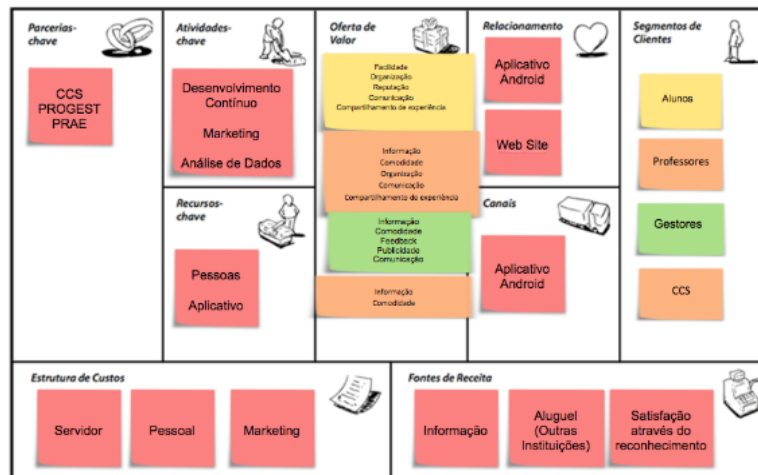 Parcerias-
chave
CCS
PROGEST
PRAE
Atividades-
chave
Desenvolvimento
Contínuo
Marketing
Análise de Dados
Recursos-
chave
Pessoas
Aplicativo
Oferta de
Valor
Facilidade
Organização
Reputação
Comunicação
Compartilhamento de experiência
Informação
Comodidade
Organização
Comunicação
Compartilhamento de experiência
Informação
Comodidade
Feedback
Publicidade
Comunicação
Informação
Comodidade
Relacionamento
Aplicativo
Android
Web Site
Canais
Aplicativo
Android
Segmentos de
Clientes
Alunos
Professores
Gestores
CCS
Estrutura de Custos
Servidor
Pessoal
Marketing
Fontes de Receita
Informação
Aluguel
(Outras
Instituições)
Satisfação
através do
reconhecimento